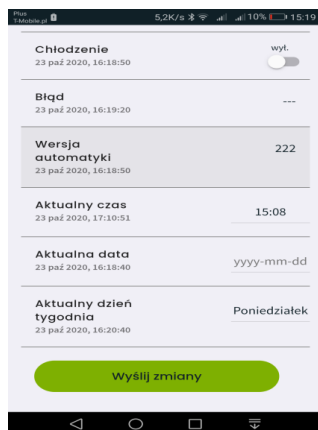 Plus
T-Mobile.pl 5,2K/s 10% 15:19
Chłodzenie wył.
23 paź 2020, 16:18:50
Błąd ---
23 paź 2020, 16:19:20
Wersja
automatyki 222
23 paź 2020, 16:18:50
Aktualny czas 15:08
23 paź 2020, 17:10:51
Aktualna data yyyy-mm-dd
23 paź 2020, 16:18:40
Aktualny dzień
tygodnia Poniedziałek
23 paź 2020, 16:20:40
Wyślij zmiany